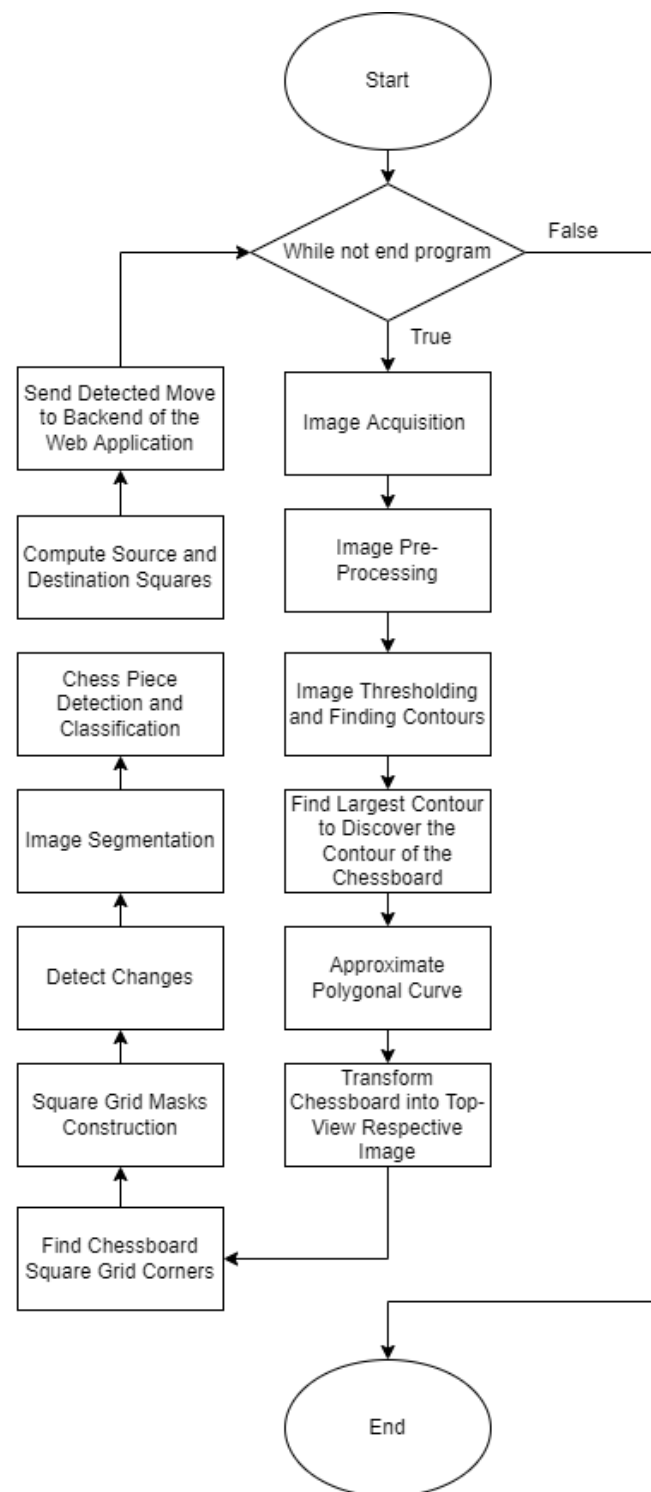 Start
While not end program
False
True
Image Acquisition
Image Pre-
Processing
Image Thresholding
and Finding Contours
Find Largest Contour
to Discover the
Contour of the
Chessboard
Approximate
Polygonal Curve
Transform
Chessboard into Top-
View Respective
Image
Find Chessboard
Square Grid Corners
Square Grid Masks
Construction
Detect Changes
Image Segmentation
Chess Piece
Detection and
Classification
Compute Source and
Destination Squares
Send Detected Move
to Backend of the
Web Application
End